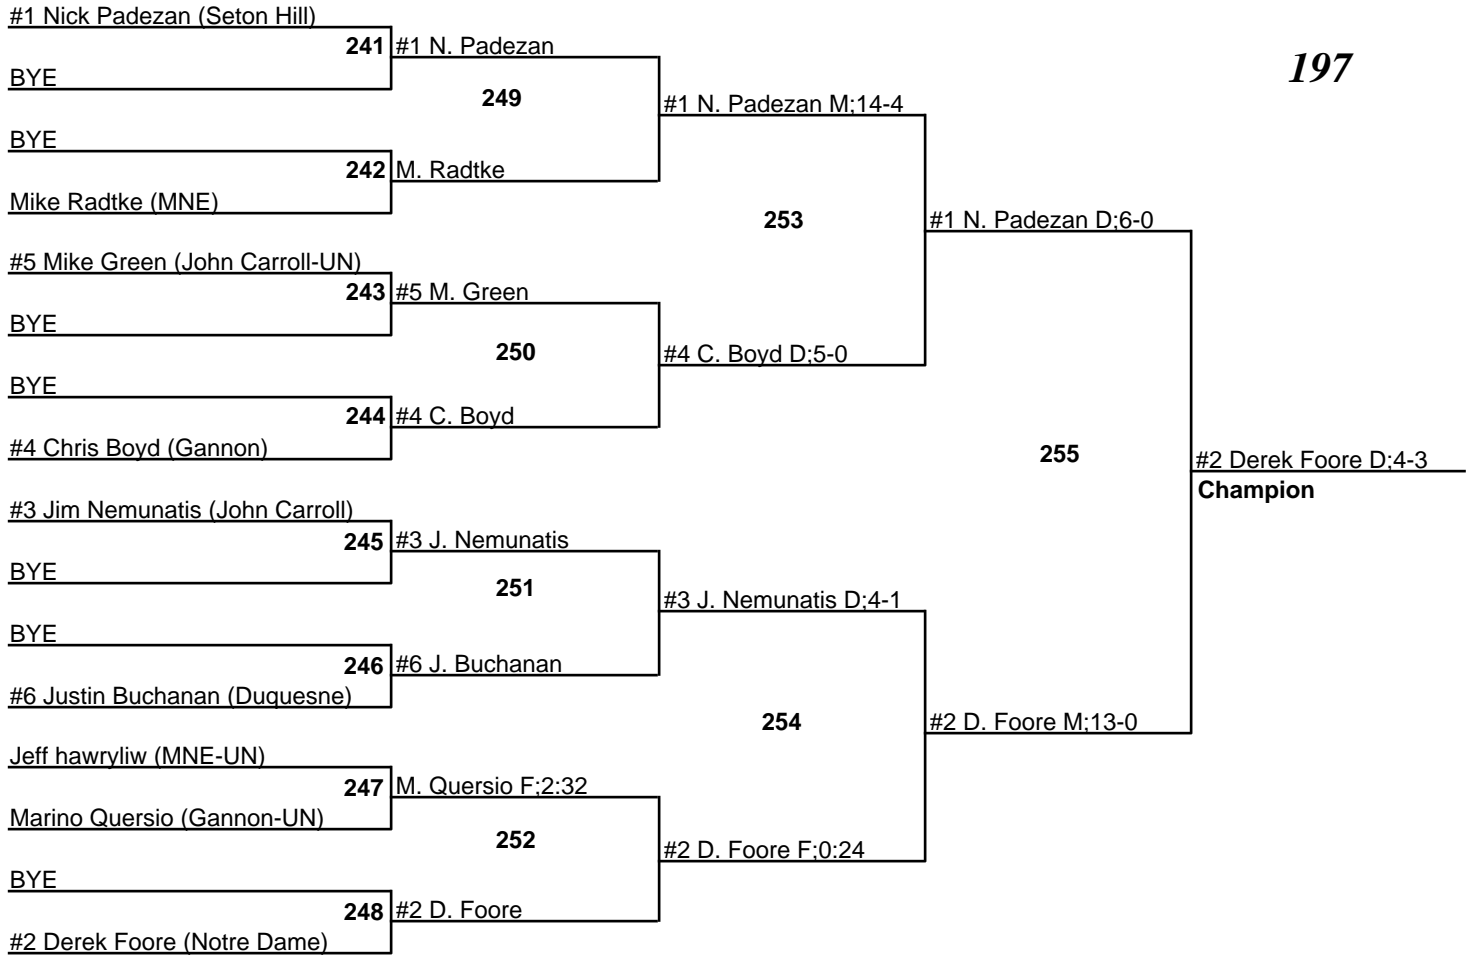 #1 Nick Padezan (Seton Hill)
241 #1 N. Padezan
197
BYE
249
#1 N. Padezan M;14-4
BYE
242 M. Radtke
Mike Radtke (MNE)
253
#1 N. Padezan D;6-0
#5 Mike Green (John Carroll-UN)
243 #5 M. Green
BYE
250
#4 C. Boyd D;5-0
BYE
244 #4 C. Boyd
#4 Chris Boyd (Gannon)
255
#2 Derek Foore D;4-3
Champion
#3 Jim Nemunatis (John Carroll)
245 #3 J. Nemunatis
BYE
251
#3 J. Nemunatis D;4-1
BYE
246 #6 J. Buchanan
#6 Justin Buchanan (Duquesne)
254
#2 D. Foore M;13-0
Jeff hawryliw (MNE-UN)
247 M. Quersio F;2:32
Marino Quersio (Gannon-UN)
252
#2 D. Foore F;0:24
BYE
248 #2 D. Foore
#2 Derek Foore (Notre Dame)